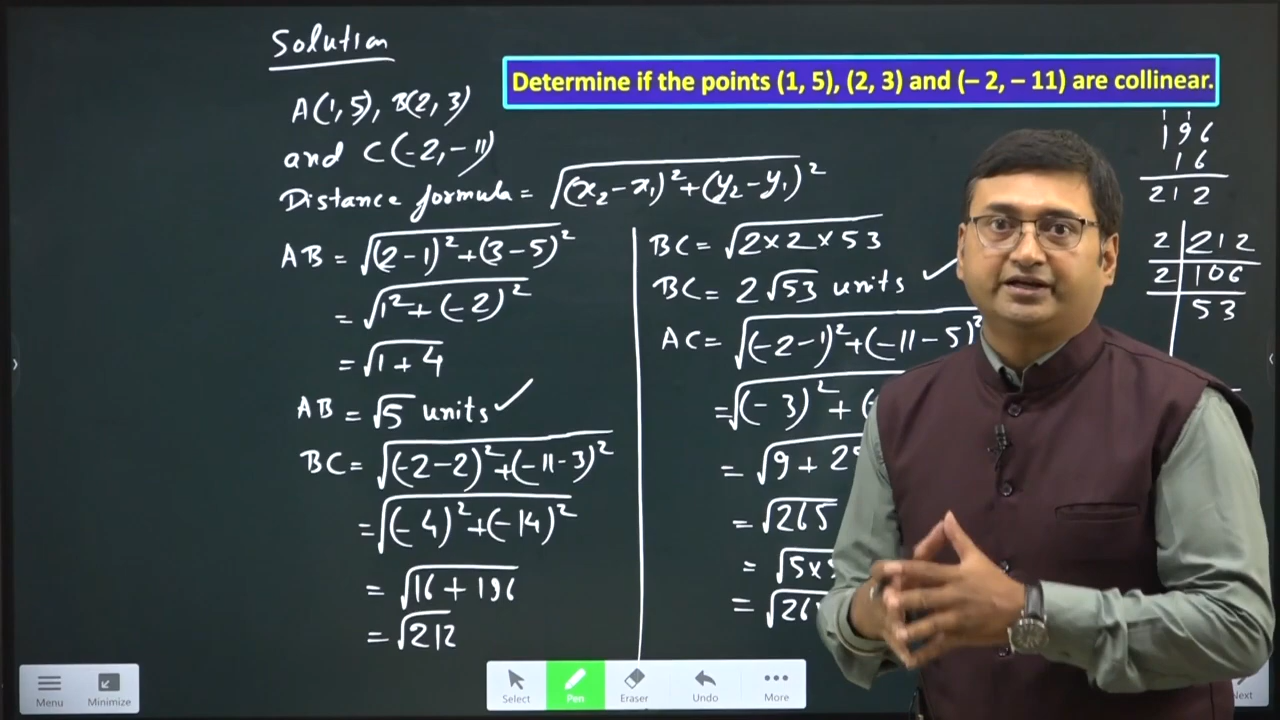 Solution
Determine if the points (1, 5), (2, 3) and (– 2, – 11) are collinear.
A(1,5), B(2, 3)
and C(-2,-11)
Distance formula = √(x₂-x₁)²+(y₂-y₁)²
AB = √(2-1)²+(3-5)²
= √1²+(-2)²
= √1+4
AB = √5 units ✓
BC = √(-2-2)²+(-11-3)²
= √(-4)²+(-14)²
= √16+196
= √212
BC = √2×2×53
BC = 2√53 units ✓
AC = √(-2-1)²+(-11-5)²
= √(-3)²+(-
= √9+2
= √265
= √5×5
= √26
196
16
212
2|212
2|106
53
Menu
Minimize
Select
Pen
Eraser
Undo
More